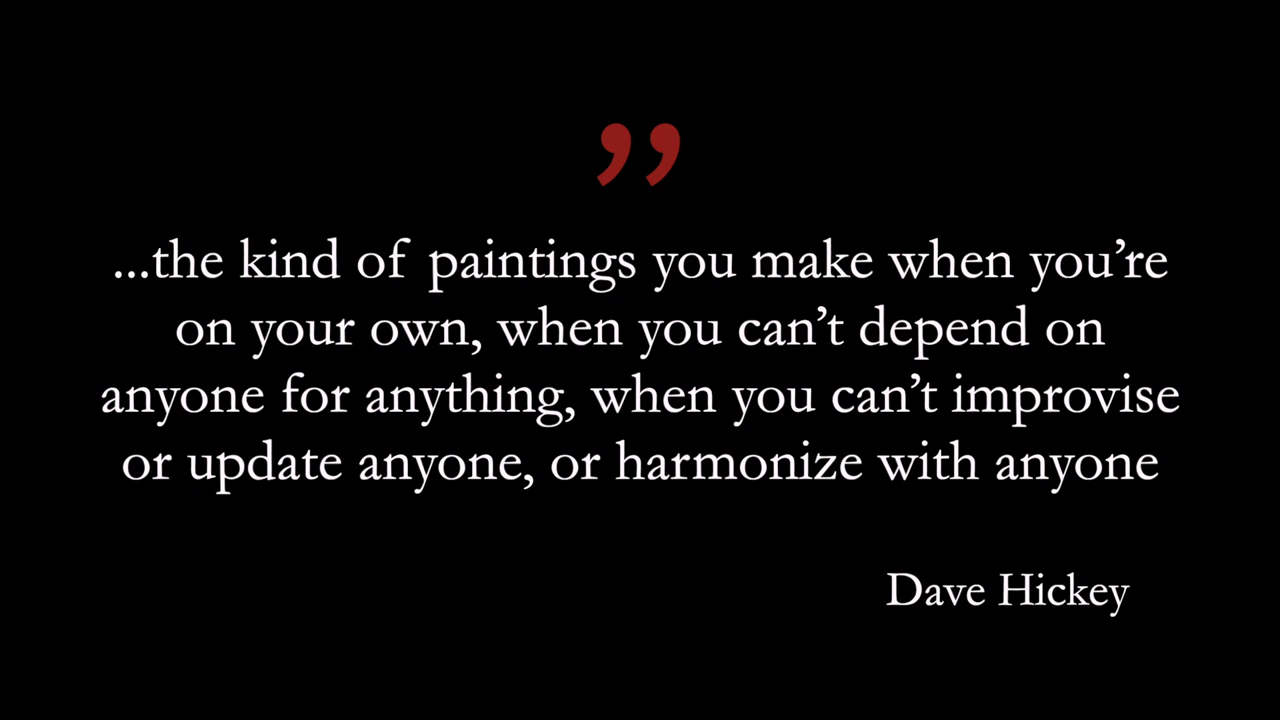 ”
...the kind of paintings you make when you’re
on your own, when you can’t depend on
anyone for anything, when you can’t improvise
or update anyone, or harmonize with anyone
Dave Hickey